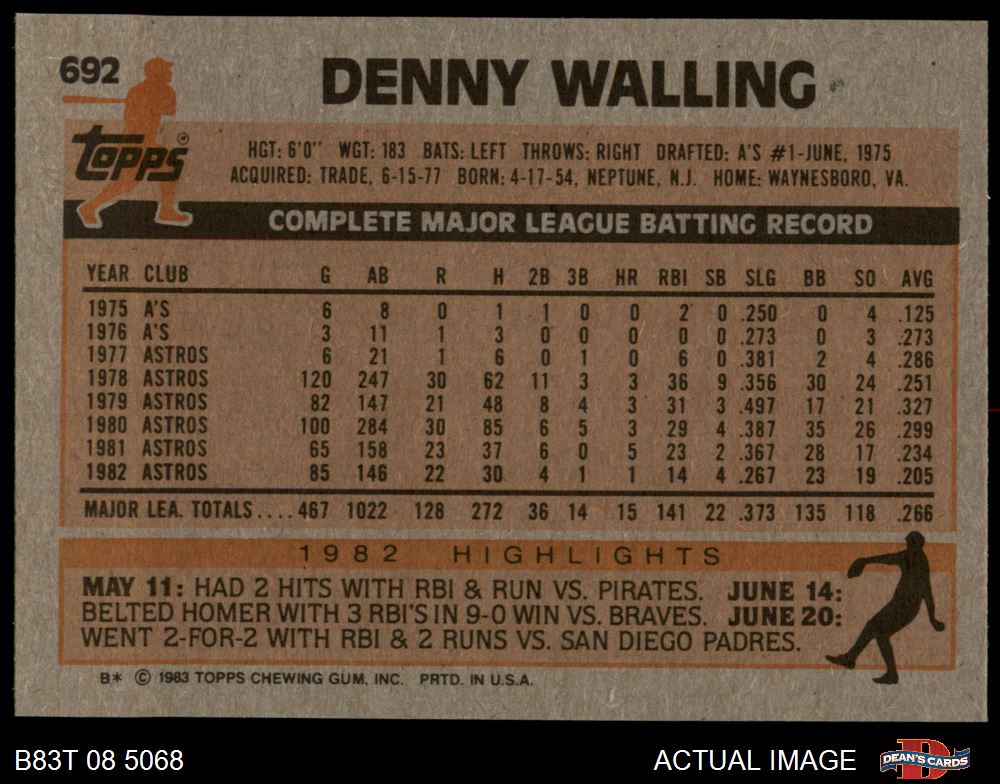 692
DENNY WALLING
Topps®
HGT: 6'0" WGT: 183 BATS: LEFT THROWS: RIGHT DRAFTED: A'S #1-JUNE, 1975
ACQUIRED: TRADE, 6-15-77 BORN: 4-17-54, NEPTUNE, N.J. HOME: WAYNESBORO, VA.
COMPLETE MAJOR LEAGUE BATTING RECORD
YEAR CLUB G AB R H 2B 3B HR RBI SB SLG BB SO AVG
1975 A'S 6 8 0 1 1 0 0 2 0 .250 0 4 .125
1976 A'S 3 11 1 3 0 0 0 0 0 .273 0 3 .273
1977 ASTROS 6 21 1 6 0 1 0 6 0 .381 2 4 .286
1978 ASTROS 120 247 30 62 11 3 3 36 9 .356 30 24 .251
1979 ASTROS 82 147 21 48 8 4 3 31 3 .497 17 21 .327
1980 ASTROS 100 284 30 85 6 5 3 29 4 .387 35 26 .299
1981 ASTROS 65 158 23 37 6 0 5 23 2 .367 28 17 .234
1982 ASTROS 85 146 22 30 4 1 1 14 4 .267 23 19 .205
MAJOR LEA. TOTALS.... 467 1022 128 272 36 14 15 141 22 .373 135 118 .266
1982 HIGHLIGHTS
MAY 11: HAD 2 HITS WITH RBI & RUN VS. PIRATES. JUNE 14:
BELTED HOMER WITH 3 RBI'S IN 9-0 WIN VS. BRAVES. JUNE 20:
WENT 2-FOR-2 WITH RBI & 2 RUNS VS. SAN DIEGO PADRES.
B* © 1983 TOPPS CHEWING GUM, INC. PRTD. IN U.S.A.
B83T 08 5068 ACTUAL IMAGE DEAN'S CARDS